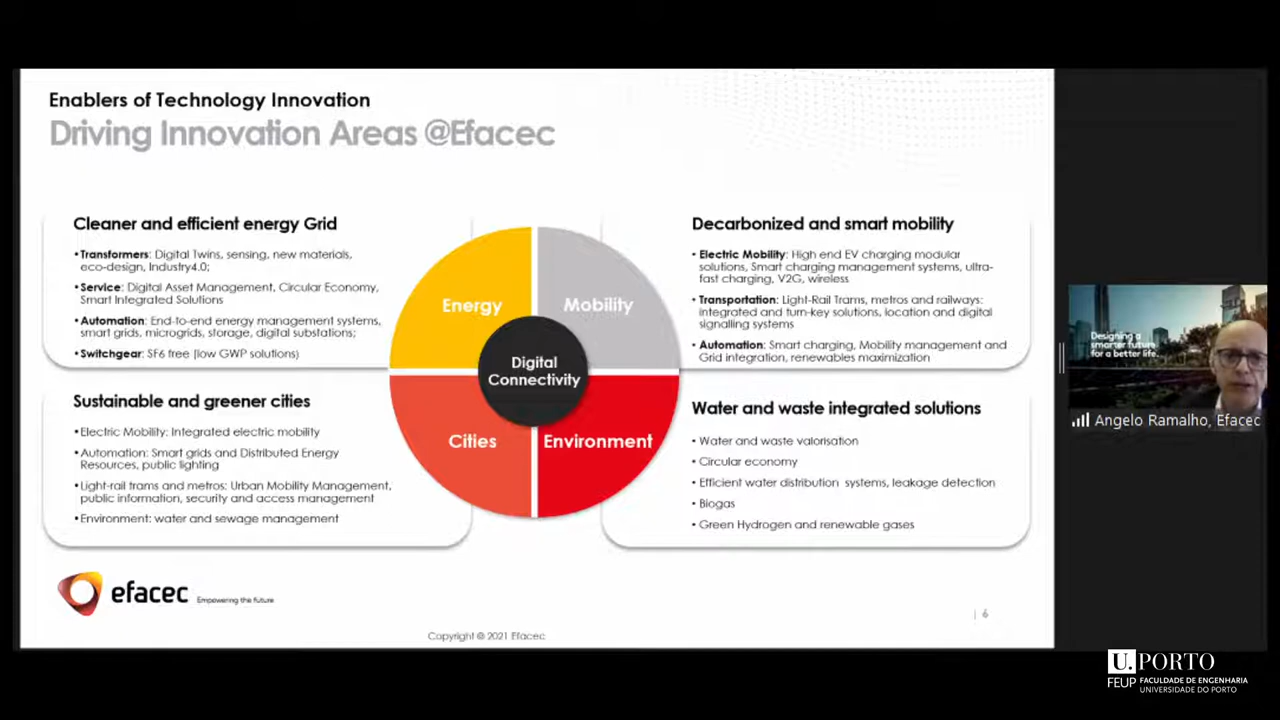 Enablers of Technology Innovation
Driving Innovation Areas @Efacec
Cleaner and efficient energy Grid
•Transformers: Digital Twins, sensing, new materials,
eco-design, Industry4.0;
•Service: Digital Asset Management, Circular Economy,
Smart Integrated Solutions
•Automation: End-to-end energy management systems,
smart grids, microgrids, storage, digital substations;
•Switchgear: SF6 free (low GWP solutions)
Decarbonized and smart mobility
• Electric Mobility: High end EV charging modular
solutions, Smart charging management systems, ultra-
fast charging, V2G, wireless
• Transportation: Light-Rail Trams, metros and railways:
integrated and turn-key solutions, location and digital
signalling systems
• Automation: Smart charging, Mobility management and
Grid integration, renewables maximization
Energy
Mobility
Digital
Connectivity
Cities
Environment
Sustainable and greener cities
•Electric Mobility: Integrated electric mobility
•Automation: Smart grids and Distributed Energy
Resources, public lighting
•Light-rail trams and metros: Urban Mobility Management,
public information, security and access management
•Environment: water and sewage management
Water and waste integrated solutions
• Water and waste valorisation
• Circular economy
• Efficient water distribution systems, leakage detection
• Biogas
• Green Hydrogen and renewable gases
efacec Empowering the future
| 6
Copyright @ 2021 Efacec
Designing a
smarter future
for a better life.
Angelo Ramalho, Efacec
U.PORTO
FEUP FACULDADE DE ENGENHARIA
UNIVERSIDADE DO PORTO